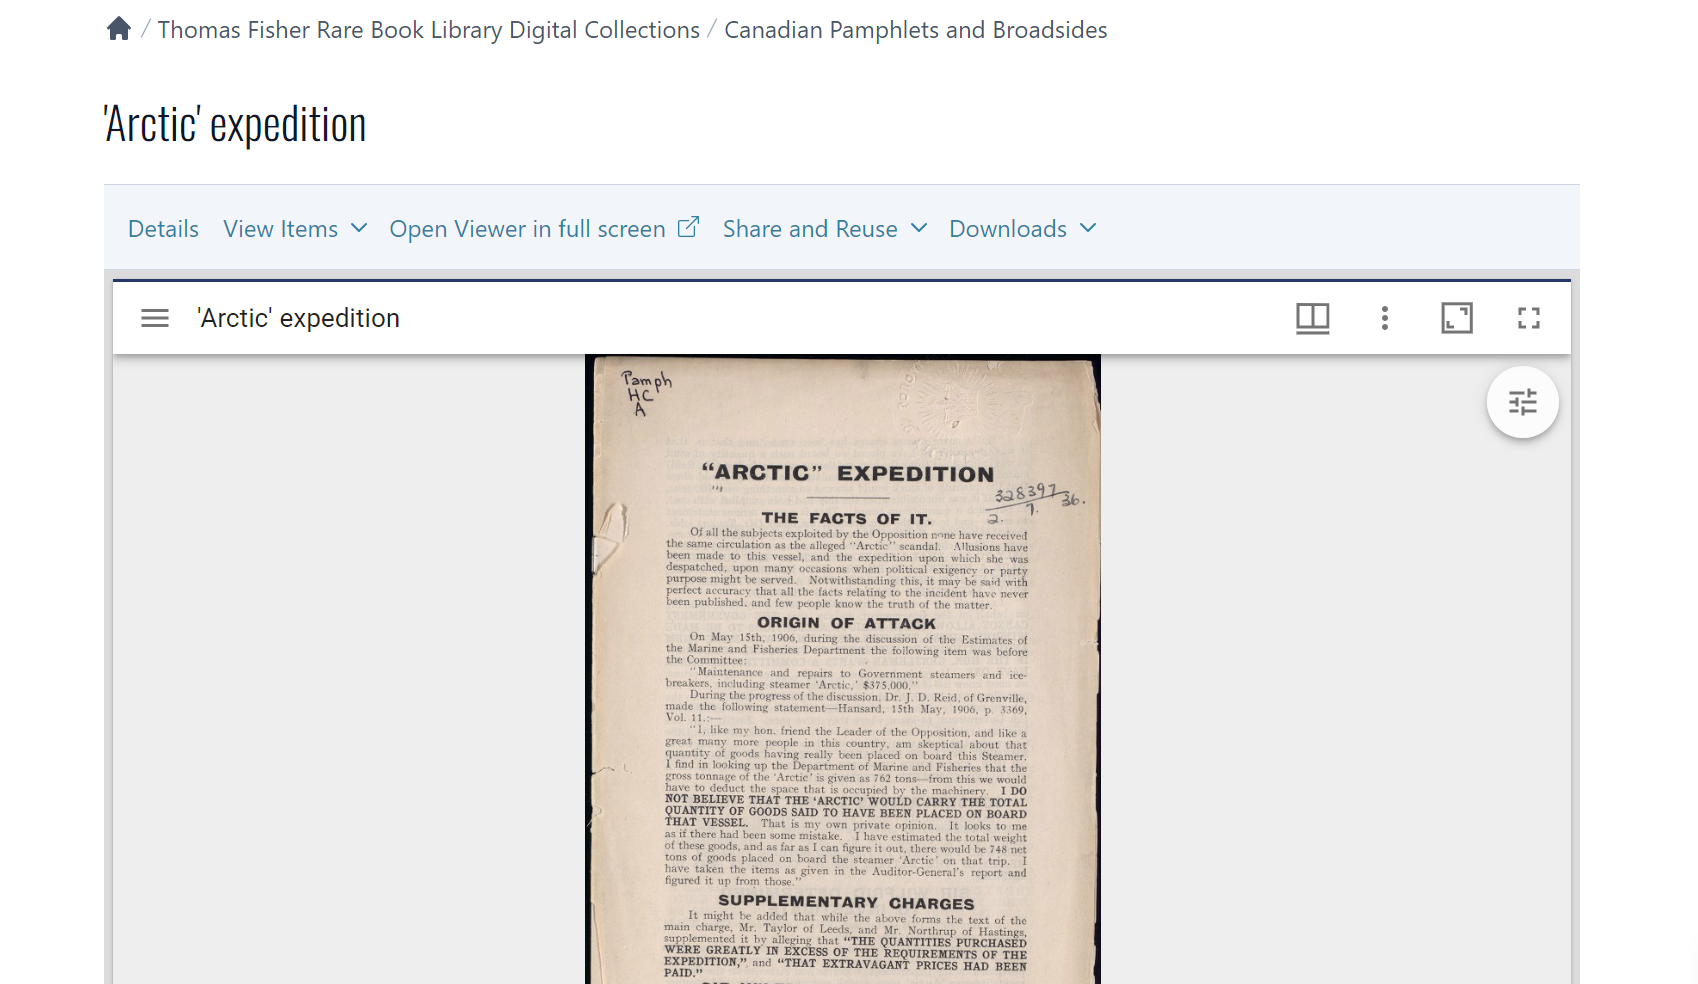 / Thomas Fisher Rare Book Library Digital Collections / Canadian Pamphlets and Broadsides
'Arctic' expedition
Details View Items Open Viewer in full screen Share and Reuse Downloads
'Arctic' expedition
Pamph
HC
A
"ARCTIC" EXPEDITION
328397
2. 7. 36.
THE FACTS OF IT.
Of all the subjects exploited by the Opposition none have received
the same circulation as the alleged "Arctic" scandal. Allusions have
been made to this vessel, and the expedition upon which she was
despatched, upon many occasions when political exigency or party
purpose might be served. Notwithstanding this, it may be said with
perfect accuracy that all the facts relating to the incident have never
been published, and few people know the truth of the matter.
ORIGIN OF ATTACK
On May 15th, 1906, during the discussion of the Estimates of
the Marine and Fisheries Department the following item was before
the Committee:
"Maintenance and repairs to Government steamers and ice-
breakers, including steamer 'Arctic,' $375,000."
During the progress of the discussion, Dr. J. D. Reid, of Grenville,
made the following statement—Hansard, 15th May, 1906, p. 3369,
Vol. 11.:—
"I, like my hon. friend the Leader of the Opposition, and like a
great many more people in this country, am skeptical about that
quantity of goods having really been placed on board this Steamer.
I find in looking up the Department of Marine and Fisheries that the
gross tonnage of the 'Arctic' is given as 762 tons—from this we would
have to deduct the space that is occupied by the machinery. I DO
NOT BELIEVE THAT THE 'ARCTIC' WOULD CARRY THE TOTAL
QUANTITY OF GOODS SAID TO HAVE BEEN PLACED ON BOARD
THAT VESSEL. That is my own private opinion. It looks to me
as if there had been some mistake. I have estimated the total weight
of these goods, and as far as I can figure it out, there would be 748 net
tons of goods placed on board the steamer 'Arctic' on that trip. I
have taken the items as given in the Auditor-General's report and
figured it up from those."
SUPPLEMENTARY CHARGES
It might be added that while the above forms the text of the
main charge, Mr. Taylor of Leeds, and Mr. Northrup of Hastings,
supplemented it by alleging that "THE QUANTITIES PURCHASED
WERE GREATLY IN EXCESS OF THE REQUIREMENTS OF THE
EXPEDITION," and "THAT EXTRAVAGANT PRICES HAD BEEN
PAID."